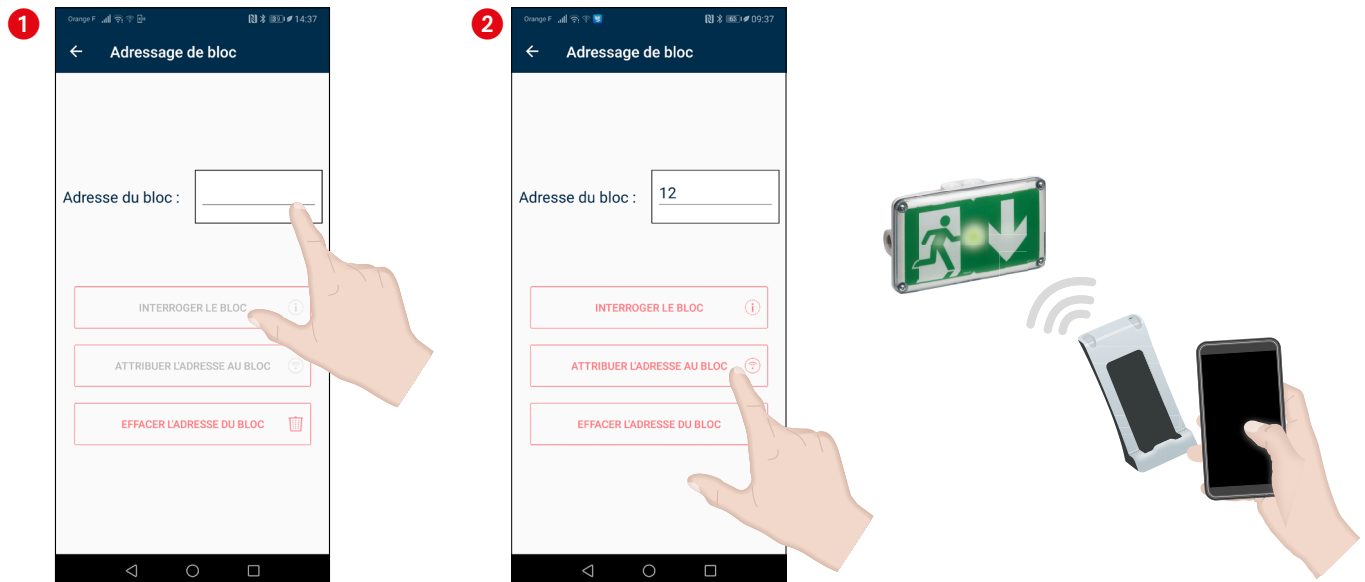 1
Orange F 14:37
Adressage de bloc
Adresse du bloc :
INTERROGER LE BLOC
ATTRIBUER L'ADRESSE AU BLOC
EFFACER L'ADRESSE DU BLOC
2
Orange F 60 09:37
Adressage de bloc
Adresse du bloc : 12
INTERROGER LE BLOC
ATTRIBUER L'ADRESSE AU BLOC
EFFACER L'ADRESSE DU BLOC